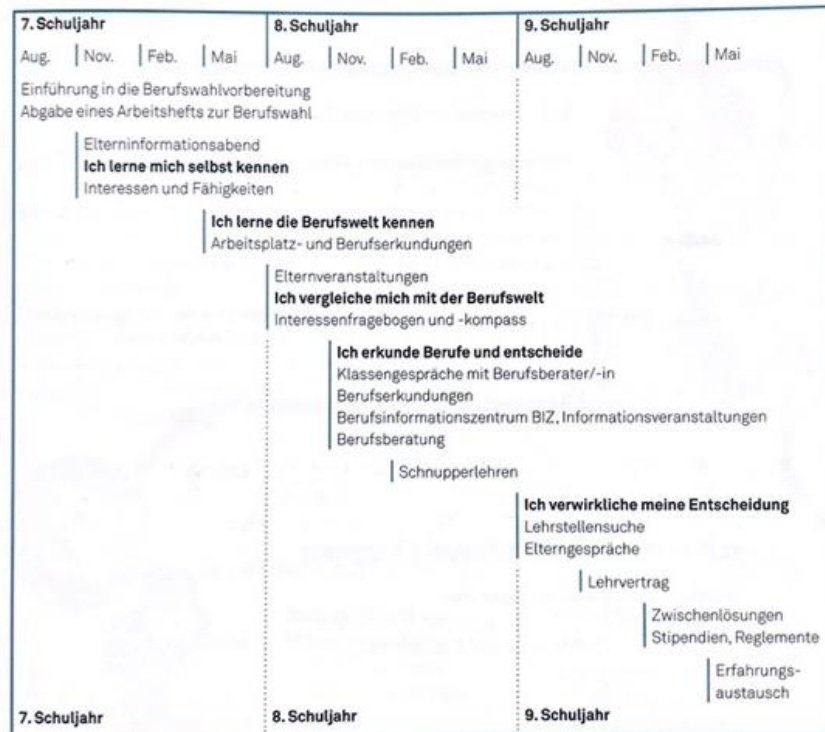 7. Schuljahr 8. Schuljahr 9. Schuljahr
Aug. Nov. Feb. Mai Aug. Nov. Feb. Mai Aug. Nov. Feb. Mai
Einführung in die Berufswahlvorbereitung
Abgabe eines Arbeitshefts zur Berufswahl
Elterninformationsabend
Ich lerne mich selbst kennen
Interessen und Fähigkeiten
Ich lerne die Berufswelt kennen
Arbeitsplatz- und Berufserkundungen
Elternveranstaltungen
Ich vergleiche mich mit der Berufswelt
Interessenfragebogen und -kompass
Ich erkunde Berufe und entscheide
Klassengespräche mit Berufsberater/-in
Berufserkundungen
Berufsinformationszentrum BIZ, Informationsveranstaltungen
Berufsberatung
Schnupperlehren
Ich verwirkliche meine Entscheidung
Lehrstellensuche
Elterngespräche
Lehrvertrag
Zwischenlösungen
Stipendien, Reglemente
Erfahrungs-
austausch
7. Schuljahr 8. Schuljahr 9. Schuljahr